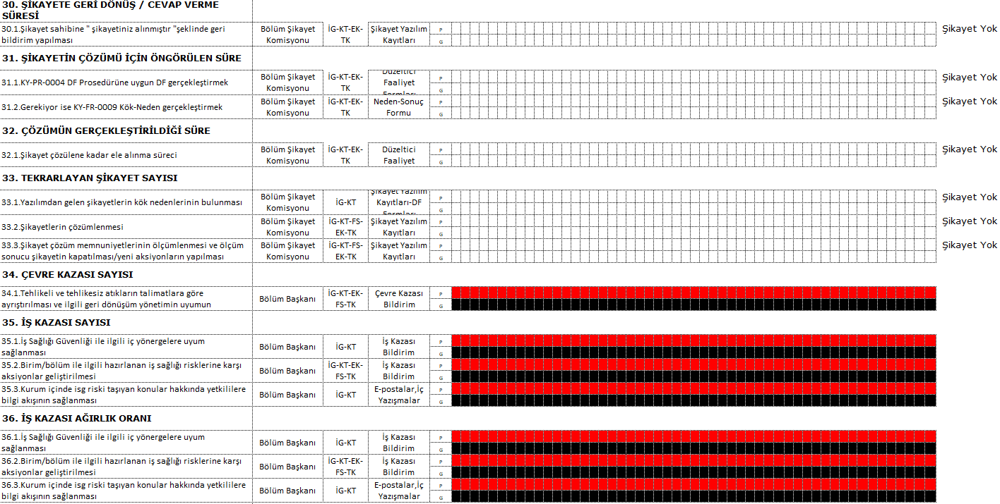 30. ŞİKAYETE GERİ DÖNÜŞ / CEVAP VERME
SÜRESİ
30.1.Şikayet sahibine " şikayetiniz alınmıştır "şeklinde geri
bildirim yapılması
Bölüm Şikayet
Komisyonu
İG-KT-EK-
TK
Şikayet Yazılım
Kayıtları
P
G
Şikayet Yok
31. ŞİKAYETİN ÇÖZÜMÜ İÇİN ÖNGÖRÜLEN SÜRE
31.1.KY-PR-0004 DF Prosedürüne uygun DF gerçekleştirmek
Bölüm Şikayet
Komisyonu
İG-KT-EK-
TK
Düzeltici
Faaliyet
Formları
P
G
Şikayet Yok
31.2.Gerekiyor ise KY-FR-0009 Kök-Neden gerçekleştirmek
Bölüm Şikayet
Komisyonu
İG-KT-EK-
TK
Neden-Sonuç
Formu
P
G
Şikayet Yok
32. ÇÖZÜMÜN GERÇEKLEŞTİRİLDİĞİ SÜRE
32.1.Şikayet çözülene kadar ele alınma süreci
Bölüm Şikayet
Komisyonu
İG-KT-EK-
TK
Düzeltici
Faaliyet
P
G
Şikayet Yok
33. TEKRARLAYAN ŞİKAYET SAYISI
33.1.Yazılımdan gelen şikayetlerin kök nedenlerinin bulunması
Bölüm Şikayet
Komisyonu
İG-KT
Şikayet Yazılım
Kayıtları-DF
Formları
P
G
Şikayet Yok
33.2.Şikayetlerin çözümlenmesi
Bölüm Şikayet
Komisyonu
İG-KT-FS-
EK-TK
Şikayet Yazılım
Kayıtları
P
G
Şikayet Yok
33.3.Şikayet çözüm memnuniyetlerinin ölçümlenmesi ve ölçüm
sonucu şikayetin kapatılması/yeni aksiyonların yapılması
Bölüm Şikayet
Komisyonu
İG-KT-FS-
EK-TK
Şikayet Yazılım
Kayıtları
P
G
Şikayet Yok
34. ÇEVRE KAZASI SAYISI
34.1.Tehlikeli ve tehlikesiz atıkların talimatlara göre
ayrıştırılması ve ilgili geri dönüşüm yönetimin uyumun
Bölüm Başkanı
İG-KT-EK-
FS-TK
Çevre Kazası
Bildirim
P
G
35. İŞ KAZASI SAYISI
35.1.İş Sağlığı Güvenliği ile ilgili iç yönergelere uyum
sağlanması
Bölüm Başkanı
İG-KT
İş Kazası
Bildirim
P
G
35.2.Birim/bölüm ile ilgili hazırlanan iş sağlığı risklerine karşı
aksiyonlar geliştirilmesi
Bölüm Başkanı
İG-KT-EK-
FS-TK
İş Kazası
Bildirim
P
G
35.3.Kurum içinde isg riski taşıyan konular hakkında yetkililere
bilgi akışının sağlanması
Bölüm Başkanı
İG-KT
E-postalar,İç
Yazışmalar
P
G
36. İŞ KAZASI AĞIRLIK ORANI
36.1.İş Sağlığı Güvenliği ile ilgili iç yönergelere uyum
sağlanması
Bölüm Başkanı
İG-KT
İş Kazası
Bildirim
P
G
36.2.Birim/bölüm ile ilgili hazırlanan iş sağlığı risklerine karşı
aksiyonlar geliştirilmesi
Bölüm Başkanı
İG-KT-EK-
FS-TK
İş Kazası
Bildirim
P
G
36.3.Kurum içinde isg riski taşıyan konular hakkında yetkililere
bilgi akışının sağlanması
Bölüm Başkanı
İG-KT
E-postalar,İç
Yazışmalar
P
G